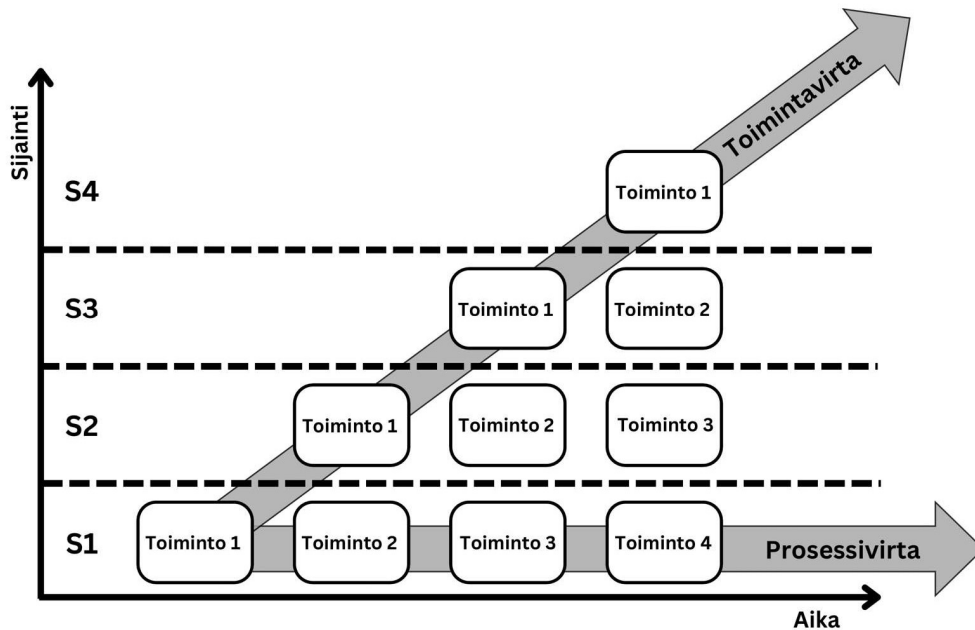 Sijainti
Toimintavirta
S4
Toiminto 1
S3
Toiminto 1
Toiminto 2
S2
Toiminto 1
Toiminto 2
Toiminto 3
S1
Toiminto 1
Toiminto 2
Toiminto 3
Toiminto 4
Prosessivirta
Aika